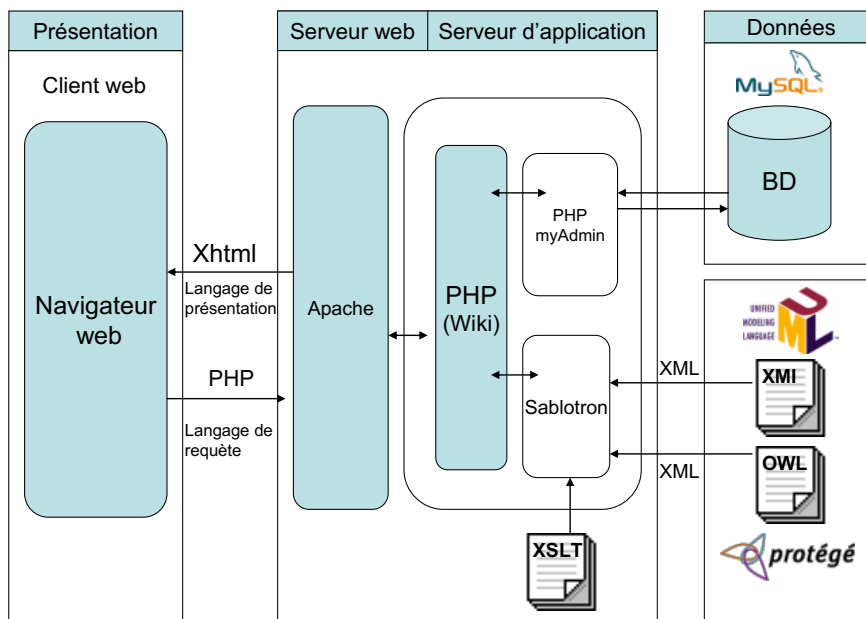 Présentation
Serveur web
Serveur d'application
Données
Client web
MySQL®
BD
PHP
myAdmin
Xhtml
Langage de
présentation
Navigateur
web
Apache
PHP
(Wiki)
UNIFIED
MODELING
LANGUAGE
UML™
PHP
Langage de
requète
Sablotron
XML
XMI
XML
OWL
XSLT
protégé